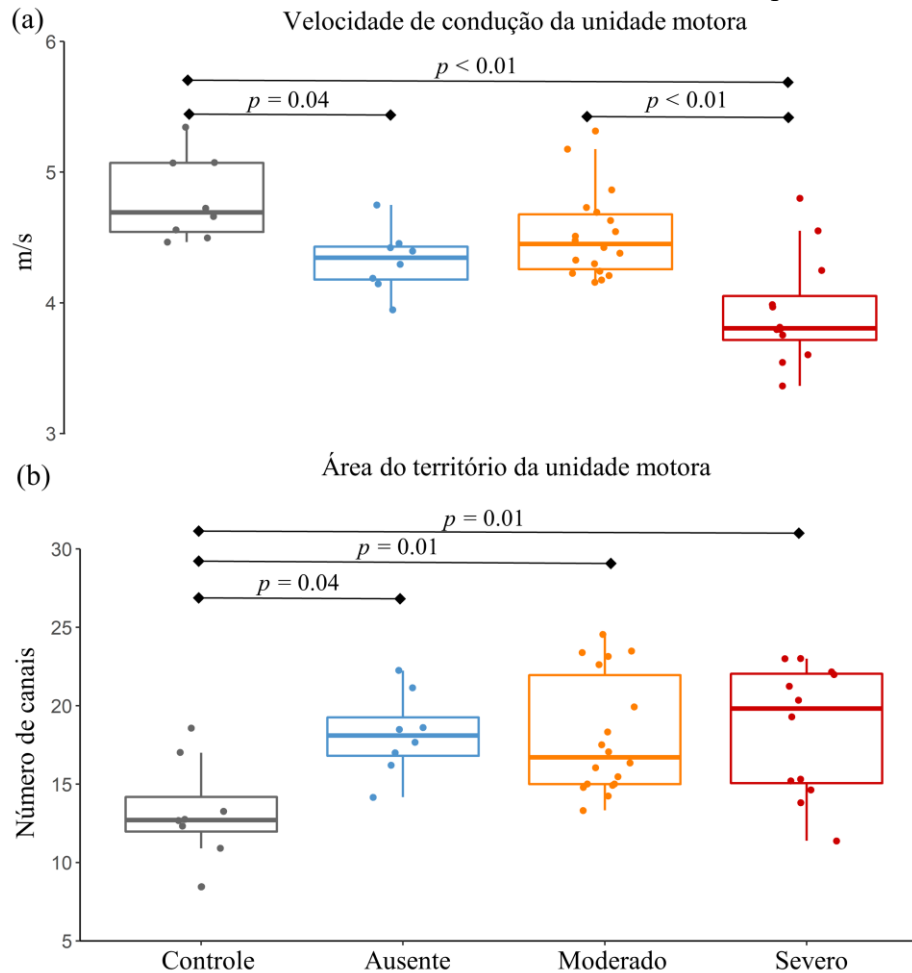 (a)
Velocidade de condução da unidade motora
6
p < 0.01
p = 0.04
p < 0.01
5
m/s
4
3
(b)
Área do território da unidade motora
p = 0.01
30
p = 0.01
p = 0.04
25
20
Número de canais
15
10
5
Controle Ausente Moderado Severo